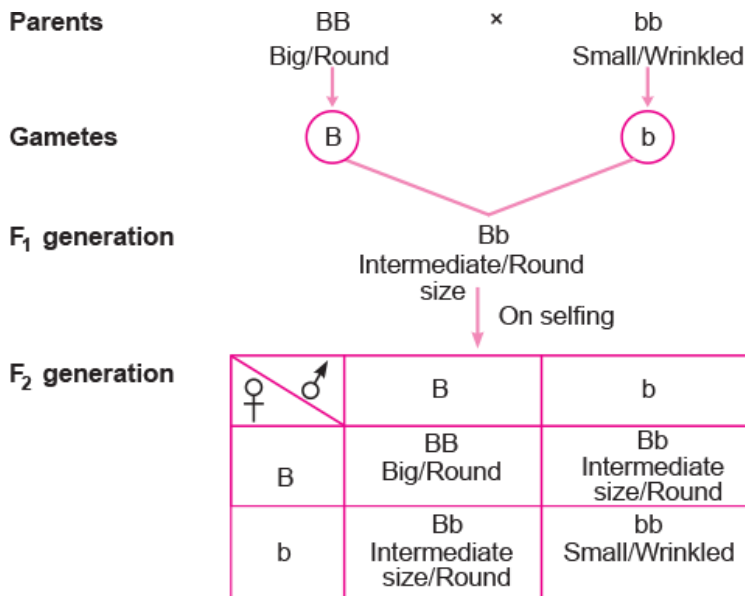 Parents BB × bb
Big/Round Small/Wrinkled
Gametes B b
F₁ generation Bb
Intermediate/Round
size
On selfing
F₂ generation
♀ ♂ B b
B BB Bb
Big/Round Intermediate
size/Round
b Bb bb
Intermediate Small/Wrinkled
size/Round